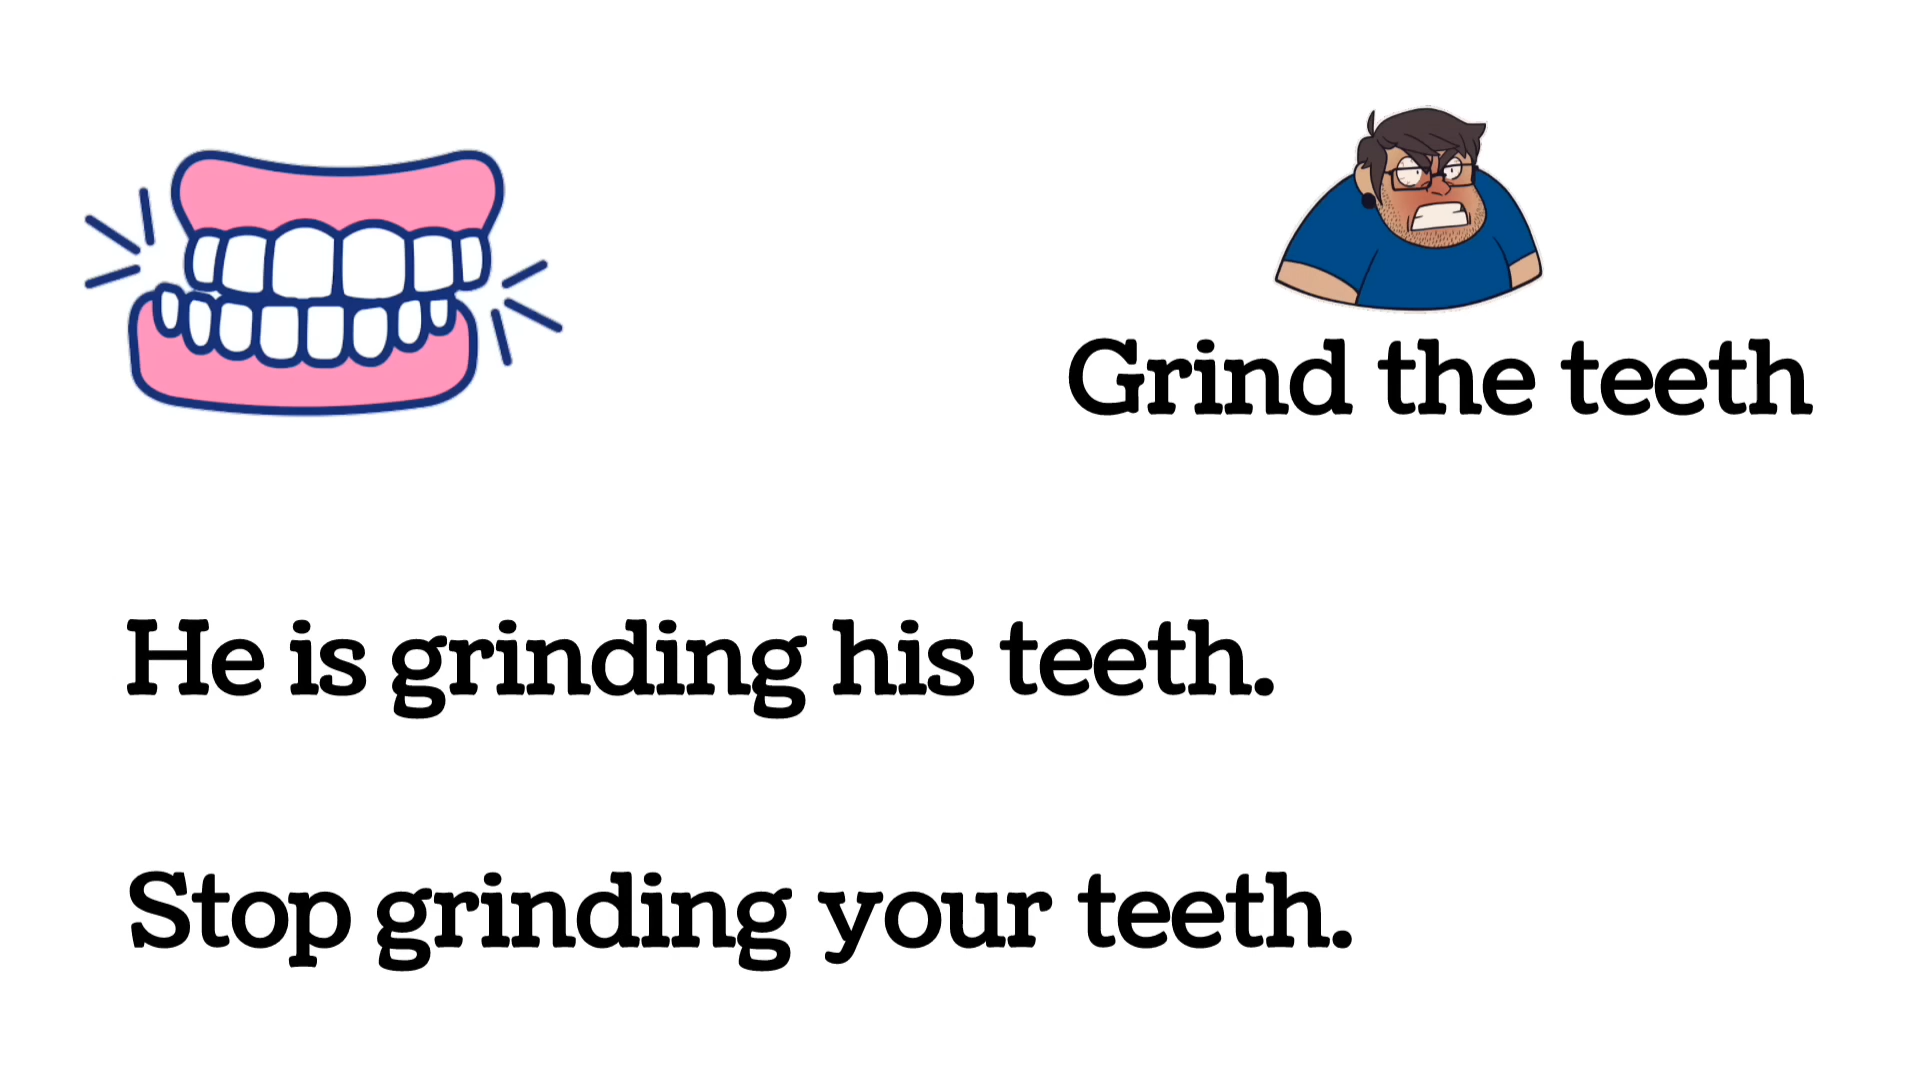 Grind the teeth
He is grinding his teeth.
Stop grinding your teeth.